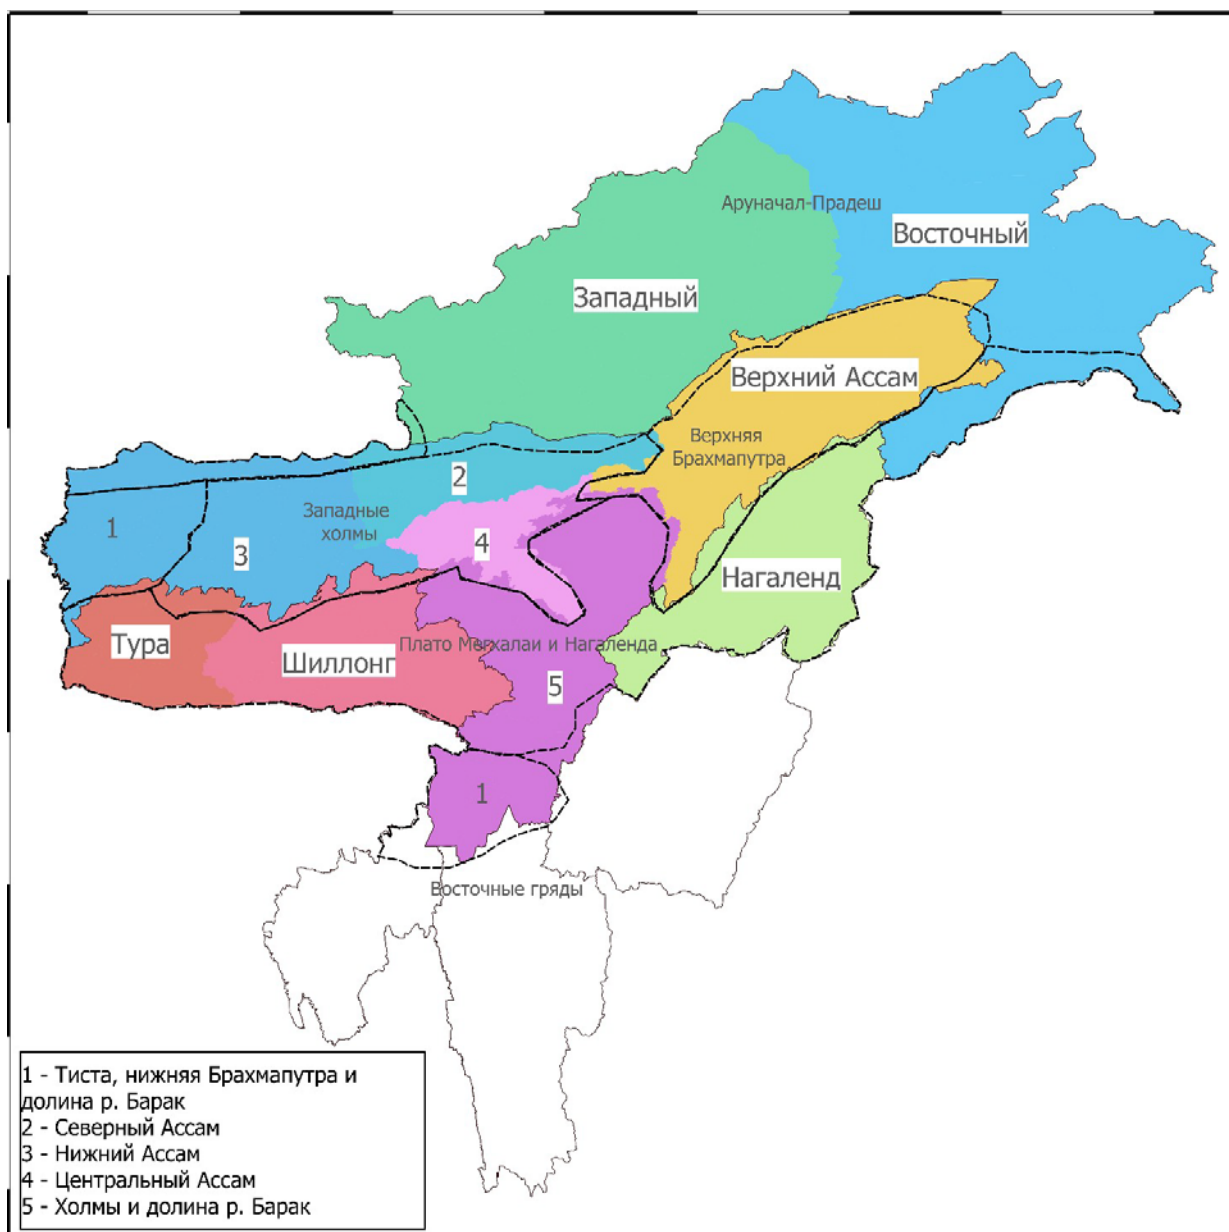 Аруначал-Прадеш
Восточный
Западный
Верхний Ассам
Верхняя
Брахмапутра
2
Западные
холмы
1
3
4
Нагаленд
Тура
Шиллонг
Плато Мегхалаи и Нагаленда
5
1
Восточные гряды
1 - Тиста, нижняя Брахмапутра и
долина р. Барак
2 - Северный Ассам
3 - Нижний Ассам
4 - Центральный Ассам
5 - Холмы и долина р. Барак